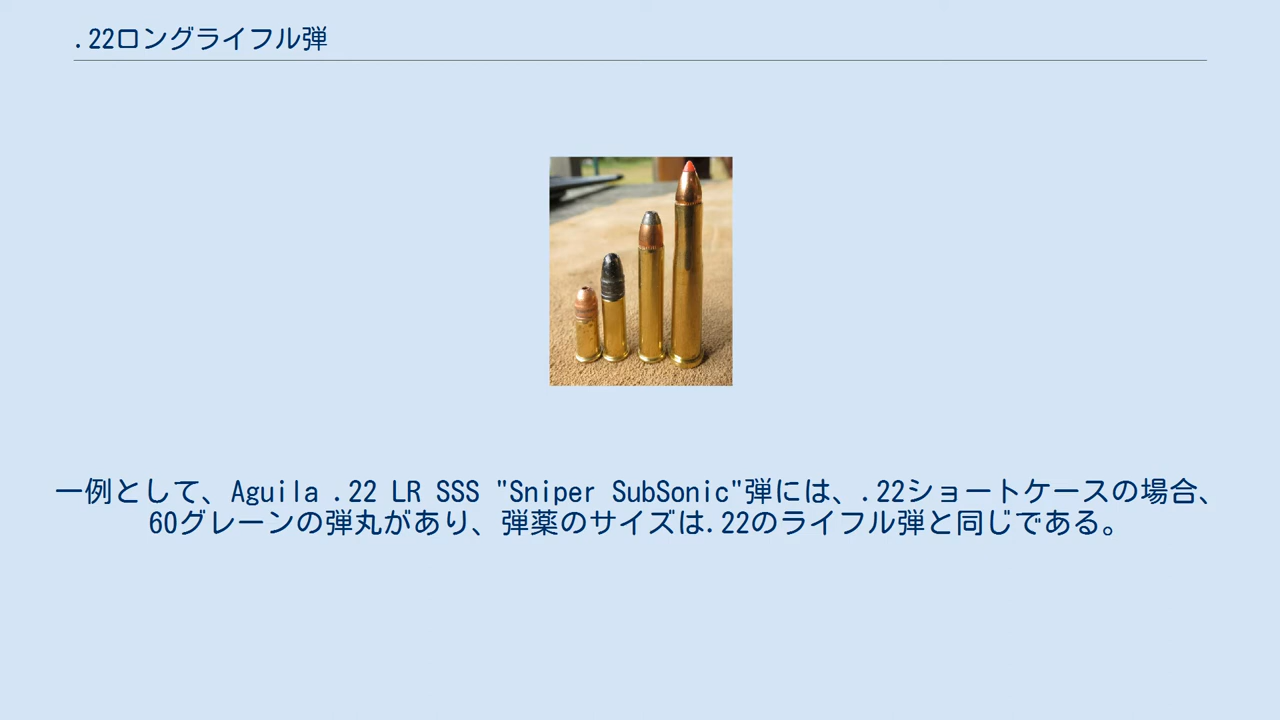 .22ロングライフル弾
一例として、Aguila .22 LR SSS "Sniper SubSonic"弾には、.22ショートケースの場合、
60グレーンの弾丸があり、弾薬のサイズは.22のライフル弾と同じである。